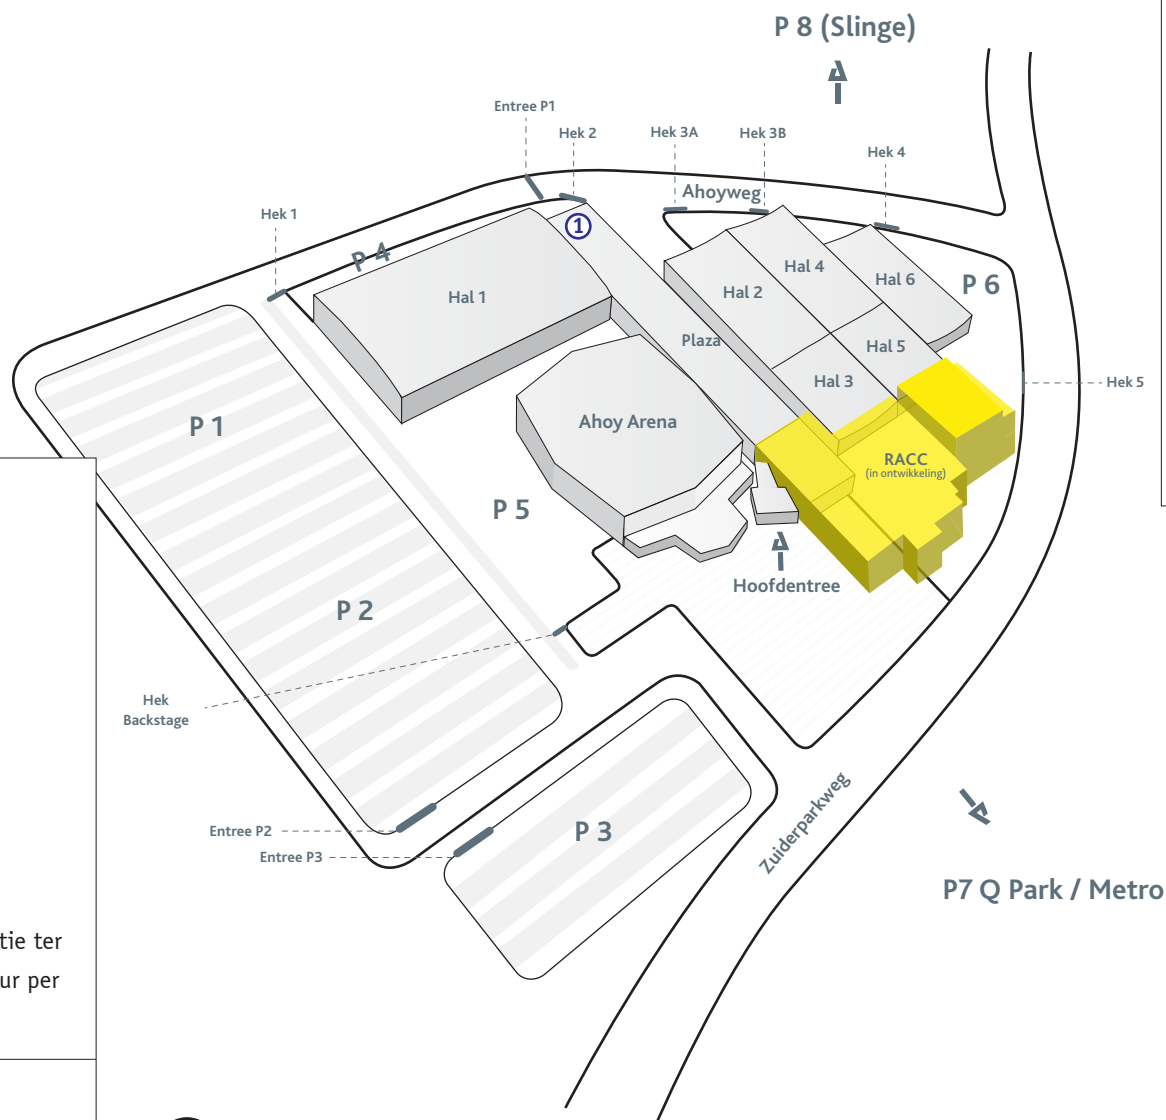 P 8 (Slinge)
Entree P1
Hek 2
Hek 3A
Hek 3B
Hek 4
Ahoyweg
Hek 1
1
P 4
Hal 4
Hal 6
P 6
Hal 2
Hal 1
Plaza
Hal 5
Hal 3
Hek 5
P 1
Ahoy Arena
RACC
(in ontwikkeling)
P 5
Hoofdentree
P 2
Hek
Backstage
Zuiderparkweg
Entree P2
P 3
Entree P3
P7 Q Park / Metro
tie ter
ur per